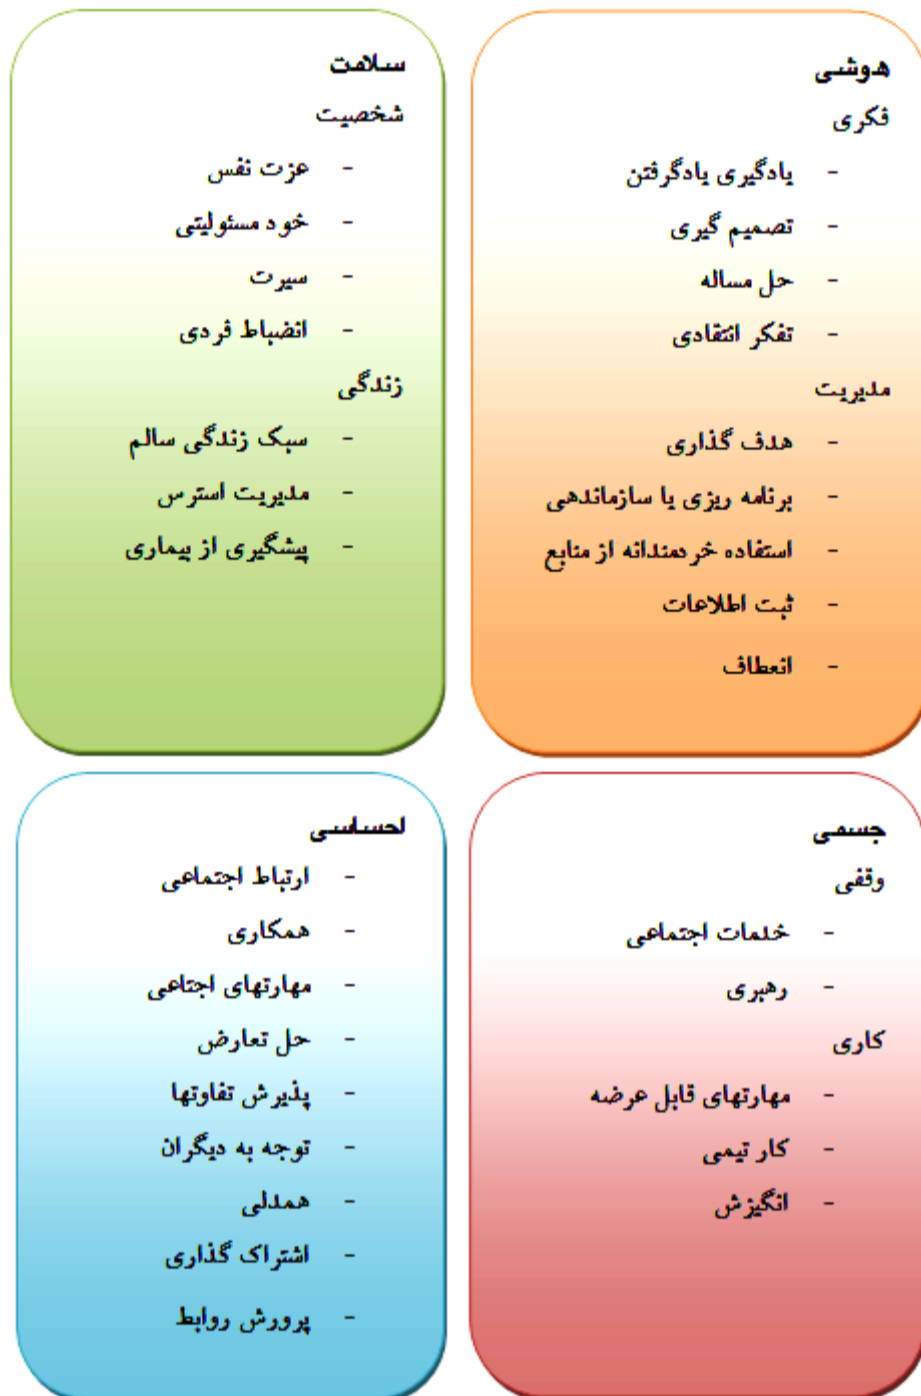 هوشی
فکری
- یادگیری یادگرفتن
- تصمیم گیری
- حل مساله
- تفکر انتقادی
مدیریت
- هدف گذاری
- برنامه ریزی یا سازماندهی
- استفاده خردمندانه از منابع
- ثبت اطلاعات
- انعطاف
سلامت
شخصیت
- عزت نفس
- خود مسئولیتی
- سیرت
- انضباط فردی
زندگی
- سبک زندگی سالم
- مدیریت استرس
- پیشگیری از بیماری
جسمی
وقفی
- خدمات اجتماعی
- رهبری
کاری
- مهارتهای قابل عرضه
- کار تیمی
- انگیزش
احساسی
- ارتباط اجتماعی
- همکاری
- مهارتهای اجتاعی
- حل تعارض
- پذیرش تفاوتها
- توجه به دیگران
- همدلی
- اشتراک گذاری
- پرورش روابط